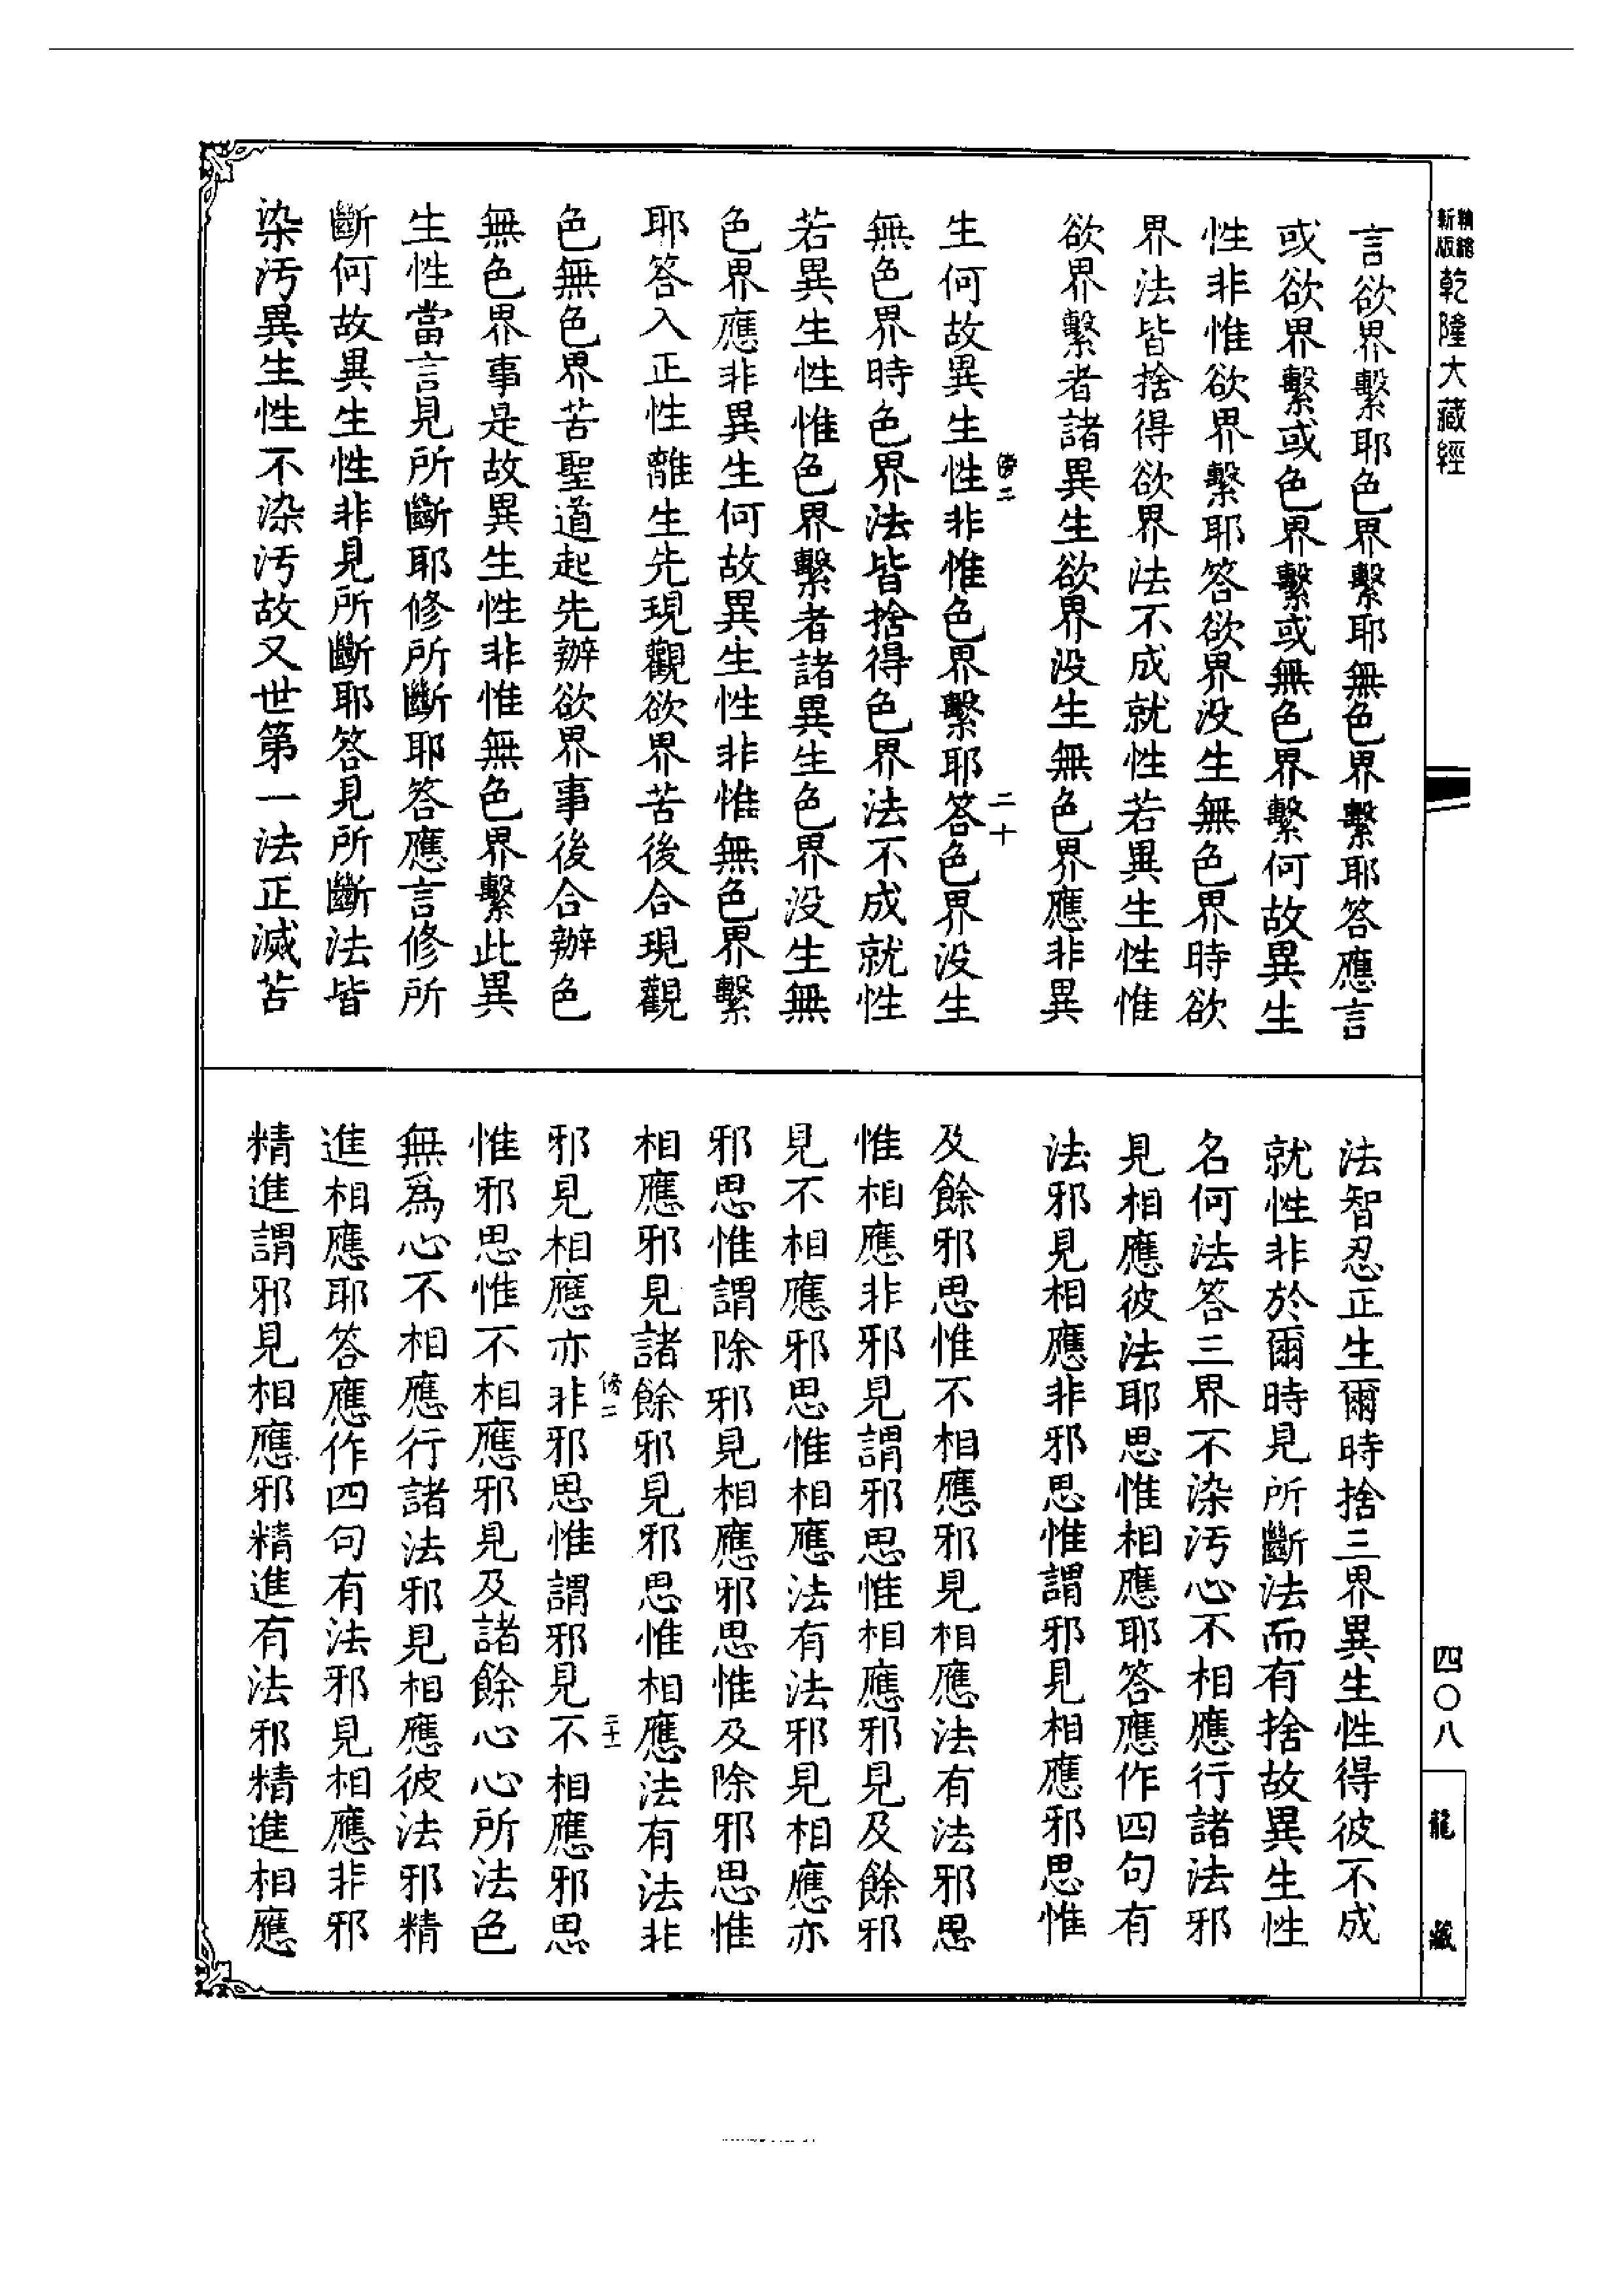 精縮新版 乾隆大藏經
四〇八
龍藏
言欲界繫耶色界繫耶無色界繫耶答應言
或欲界繫或色界繫或無色界繫何故異生
性非惟欲界繫耶答欲界没生無色界時欲
界法皆捨得欲界法不成就性若異生性惟
欲界繫者諸異生欲界没生無色界應非異
生何故異生性非惟色界繫耶答色界没生
傍二 二十
無色界時色界法皆捨得色界法不成就性
若異生性惟色界繫者諸異生色界没生無
色界應非異生何故異生性非惟無色界繫
耶答入正性離生先現觀欲界苦後合現觀
色無色界苦聖道起先辦欲界事後合辦色
無色界事是故異生性非惟無色界繫此異
生性當言見所斷耶修所斷耶答應言修所
斷何故異生性非見所斷耶答見所斷法皆
染汚異生性不染汚故又世第一法正滅苦
法智忍正生爾時捨三界異生性得彼不成
就性非於爾時見所斷法而有捨故異生性
名何法答三界不染汚心不相應行諸法邪
見相應彼法耶思惟相應耶答應作四句有
法邪見相應非邪思惟謂邪見相應邪思惟
及餘邪思惟不相應邪見相應法有法邪思
惟相應非邪見謂邪思惟相應邪見及餘邪
見不相應邪思惟相應法有法邪見相應亦
邪思惟謂除邪見相應邪思惟及除邪思惟
相應邪見諸餘邪見邪思惟相應法有法非
邪見相應亦非邪思惟謂邪見不相應邪思
傍二 二十一
惟邪思惟不相應邪見及諸餘心心所法色
無爲心不相應行諸法邪見相應彼法邪精
進相應耶答應作四句有法邪見相應非邪
精進謂邪見相應邪精進有法邪精進相應